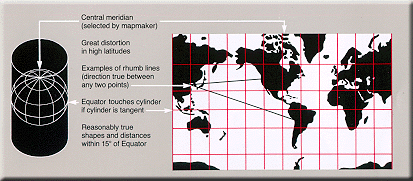 Central meridian
(selected by mapmaker)
Great distortion
in high latitudes
Examples of rhumb lines
(direction true between
any two points)
Equator touches cylinder
if cylinder is tangent
Reasonably true
shapes and distances
within 15° of Equator